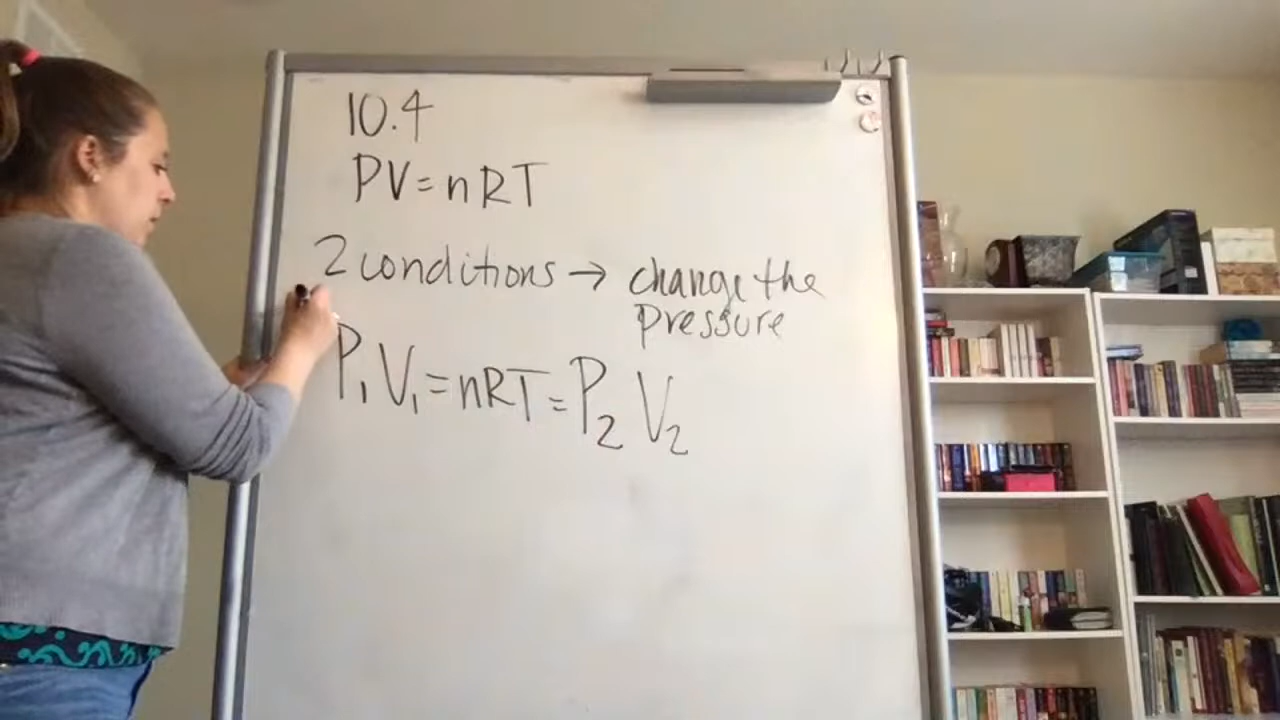 10.4
PV=nRT
2 conditions → change the
pressure
P₁V₁=nRT=P₂V₂